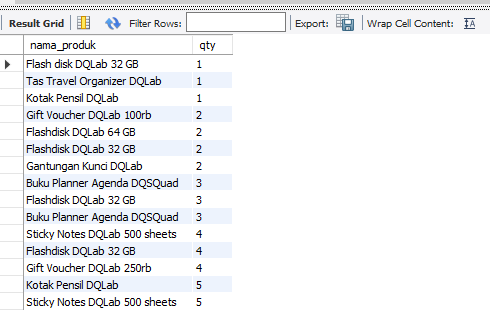 Result Grid Filter Rows: Export: Wrap Cell Content: IA
nama_produk qty
Flash disk DQLab 32 GB 1
Tas Travel Organizer DQLab 1
Kotak Pensil DQLab 1
Gift Voucher DQLab 100rb 2
Flashdisk DQLab 64 GB 2
Flashdisk DQLab 32 GB 2
Gantungan Kunci DQLab 2
Buku Planner Agenda DQSQuad 3
Flashdisk DQLab 32 GB 3
Buku Planner Agenda DQSQuad 3
Sticky Notes DQLab 500 sheets 4
Flashdisk DQLab 32 GB 4
Gift Voucher DQLab 250rb 4
Kotak Pensil DQLab 5
Sticky Notes DQLab 500 sheets 5